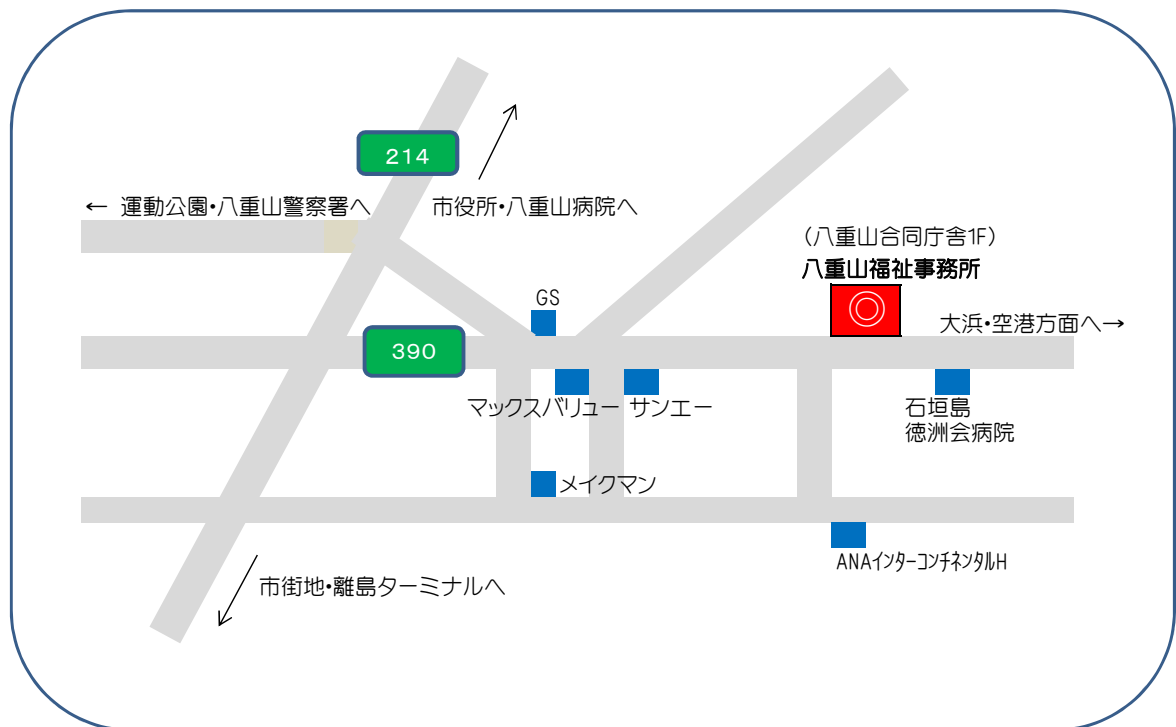 214
← 運動公園・八重山警察署へ
市役所・八重山病院へ
(八重山合同庁舎1F)
八重山福祉事務所
GS
◎
大浜・空港方面へ→
390
マックスバリュー
サンエー
石垣島
徳洲会病院
メイクマン
ANAインターコンチネンタルH
市街地・離島ターミナルへ